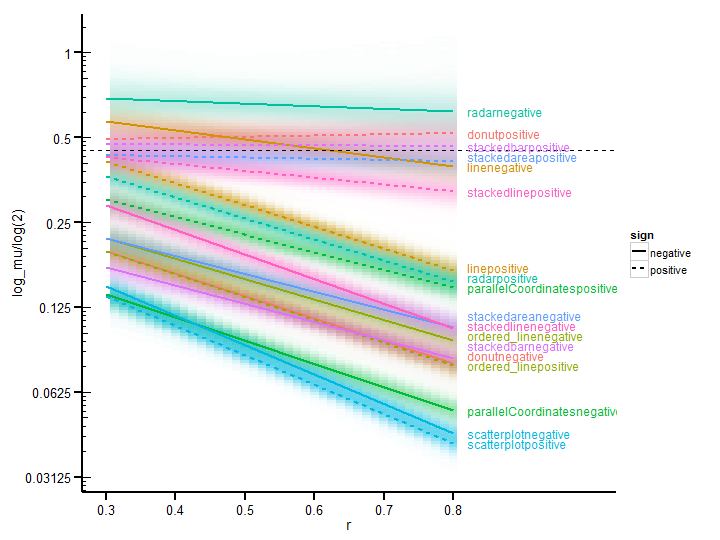 1
0.5
0.25
0.125
0.0625
0.03125
log_mu/log(2)
0.3 0.4 0.5 0.6 0.7 0.8
r
radarnegative
donutpositive
stackedbarpositive
stackedareapositive
linenegative
stackedlinepositive
linepositive
radarpositive
parallelCoordinatespositive
stackedareanegative
stackedlinenegative
ordered_linenegative
stackedbarnegative
donutnegative
ordered_linepositive
parallelCoordinatesnegative
scatterplotnegative
scatterplotpositive
sign
negative
positive